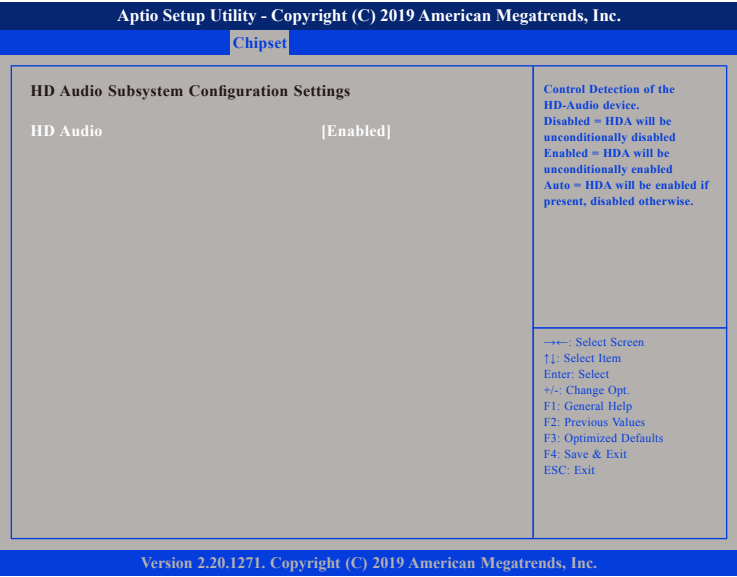 Aptio Setup Utility - Copyright (C) 2019 American Megatrends, Inc.
Chipset
HD Audio Subsystem Configuration Settings
HD Audio [Enabled]
Control Detection of the
HD-Audio device.
Disabled = HDA will be
unconditionally disabled
Enabled = HDA will be
unconditionally enabled
Auto = HDA will be enabled if
present, disabled otherwise.
→←: Select Screen
↑↓: Select Item
Enter: Select
+/-: Change Opt.
F1: General Help
F2: Previous Values
F3: Optimized Defaults
F4: Save & Exit
ESC: Exit
Version 2.20.1271. Copyright (C) 2019 American Megatrends, Inc.